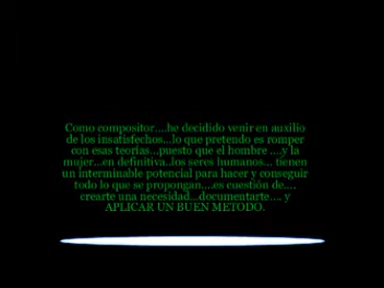 Como compositor....he decidido venir en auxilio
de los insatisfechos...lo que pretendo es romper
con esas teorías...puesto que el hombre ....y la
mujer...en definitiva..los seres humanos... tienen
un interminable potencial para hacer y conseguir
todo lo que se propongan....es cuestión de....
crearte una necesidad...documentarte.... y
APLICAR UN BUEN METODO.